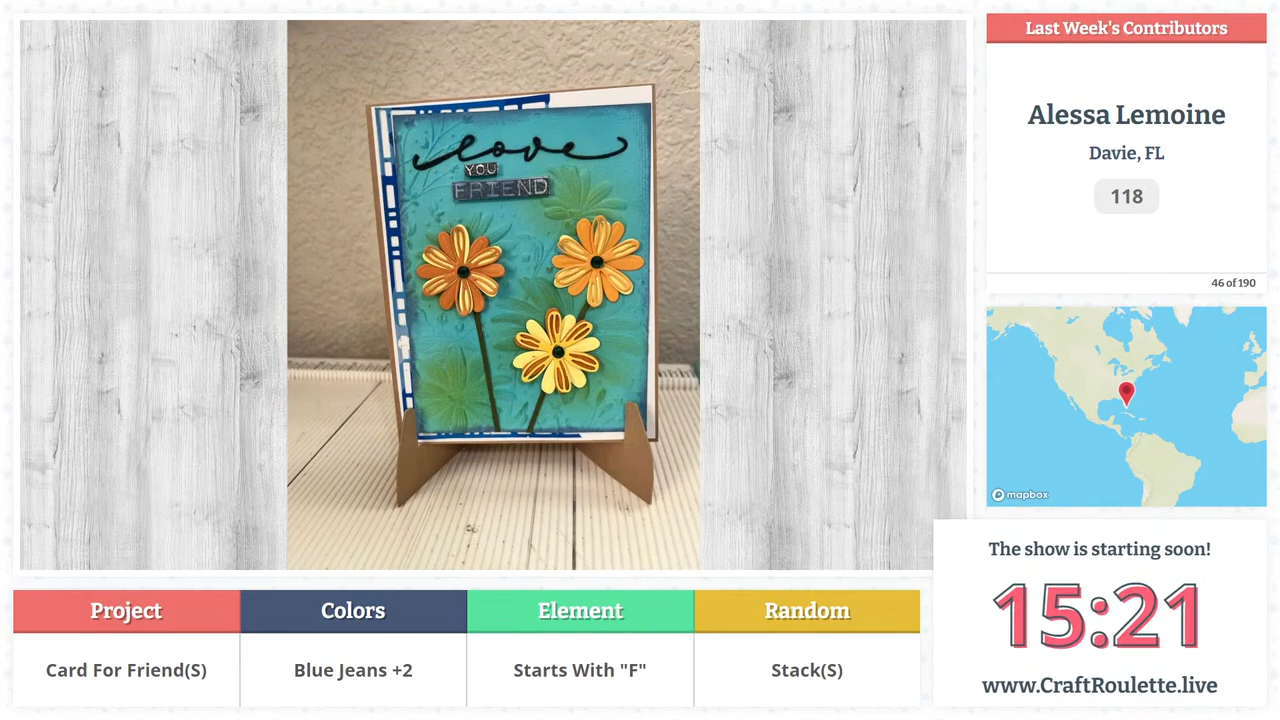 Last Week's Contributors
Alessa Lemoine
Davie, FL
118
46 of 190
love
YOU
FRIEND
mapbox
The show is starting soon!
15:21
www.CraftRoulette.live
Project
Colors
Element
Random
Card For Friend(S)
Blue Jeans +2
Starts With "F"
Stack(S)